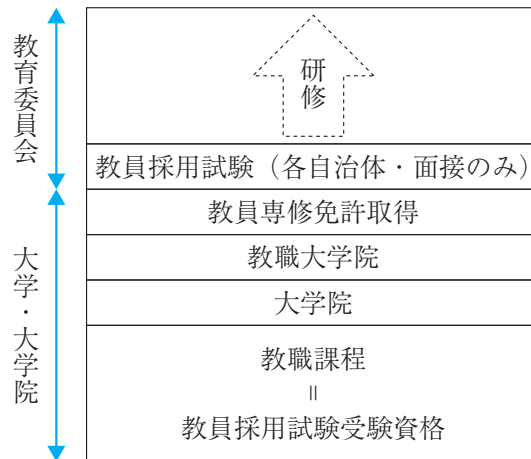 教育委員会
研修
教員採用試験（各自治体・面接のみ）
教員専修免許取得
教職大学院
大学院
大学・大学院
教職課程
＝
教員採用試験受験資格